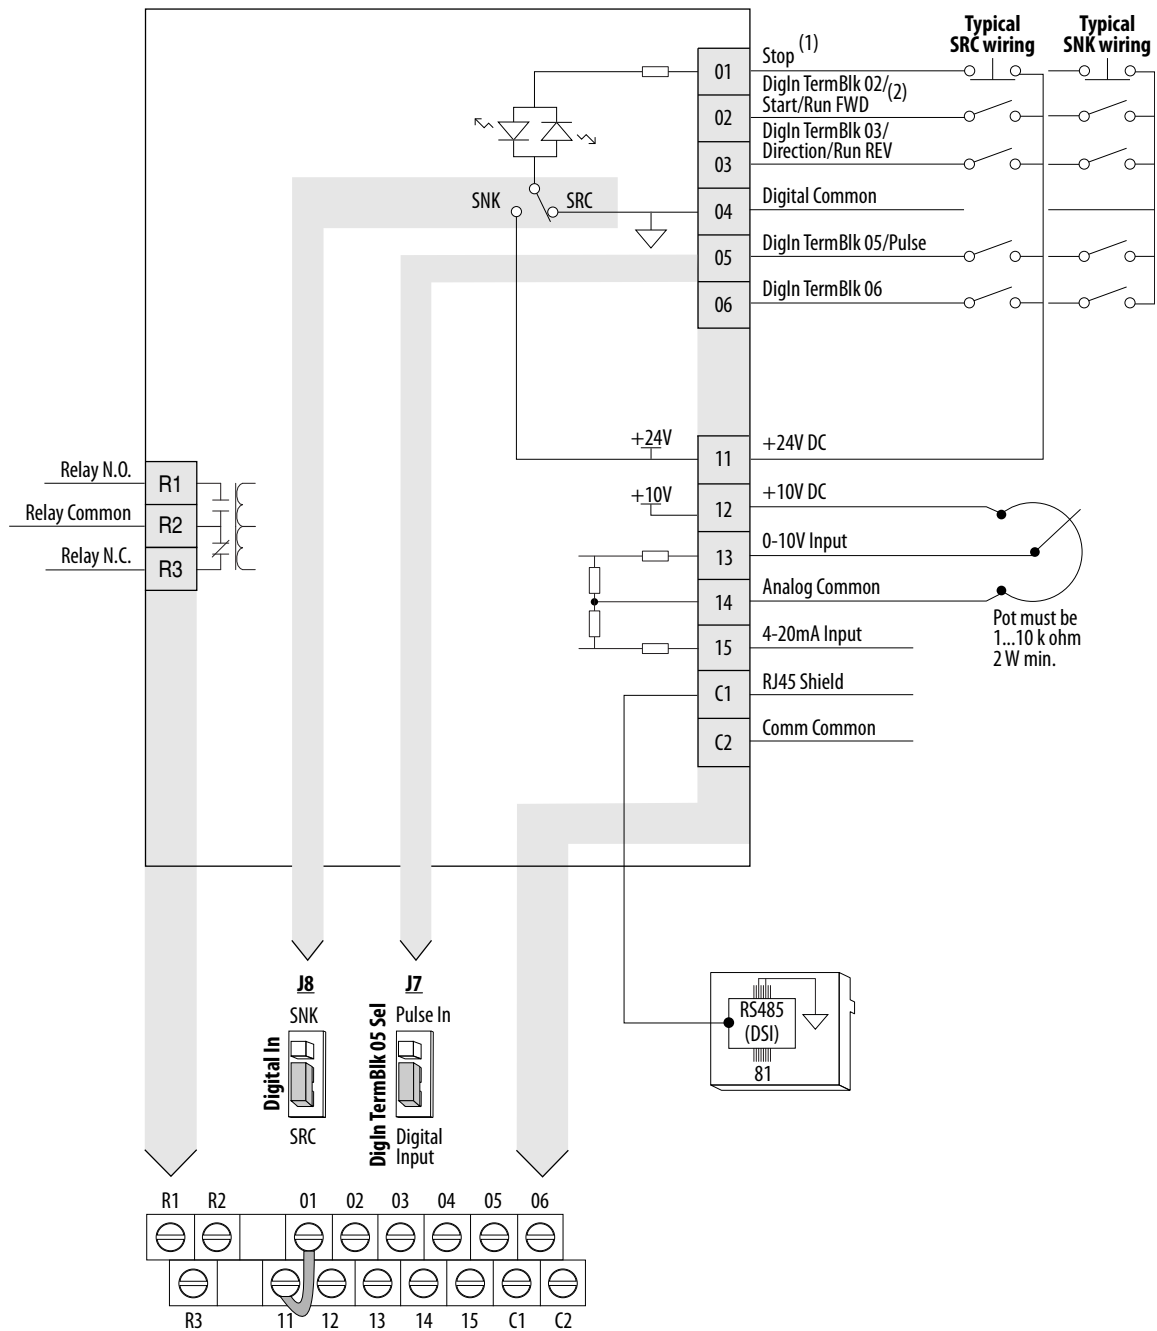 Typical
SRC wiring
Typical
SNK wiring
01
Stop (1)
02
DigIn TermBlk 02/(2)
Start/Run FWD
03
DigIn TermBlk 03/
Direction/Run REV
SNK
SRC
04
Digital Common
05
DigIn TermBlk 05/Pulse
06
DigIn TermBlk 06
+24V
11
+24V DC
+10V
12
+10V DC
13
0-10V Input
14
Analog Common
15
4-20mA Input
C1
RJ45 Shield
C2
Comm Common
Pot must be
1...10 k ohm
2 W min.
Relay N.O.
R1
Relay Common
R2
Relay N.C.
R3
J8
SNK
Digital In
SRC
J7
Pulse In
DigIn TermBlk 05 Sel
Digital
Input
RS485
(DSI)
81
R1 R2 01 02 03 04 05 06
R3 11 12 13 14 15 C1 C2